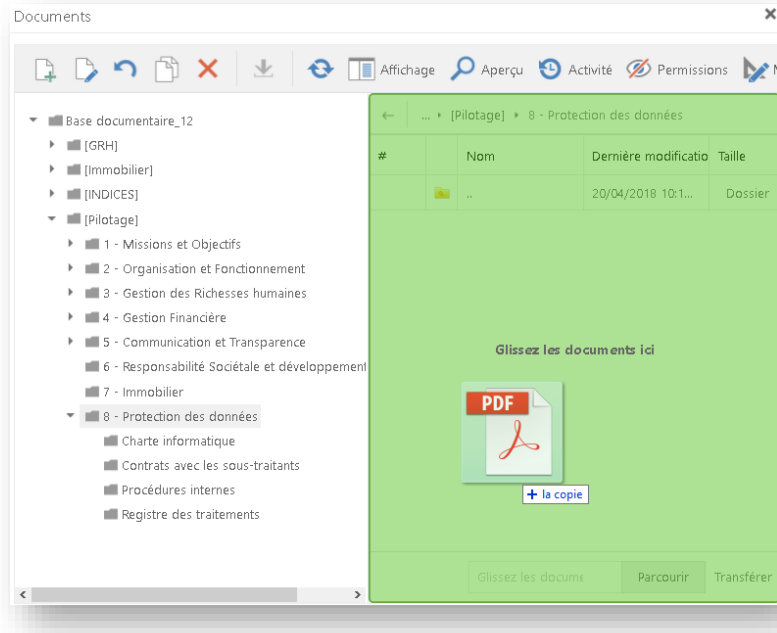 Documents
Affichage Aperçu Activité Permissions
Base documentaire_12
[GRH]
[Immobilier]
[INDICES]
[Pilotage]
1 - Missions et Objectifs
2 - Organisation et Fonctionnement
3 - Gestion des Richesses humaines
4 - Gestion Financière
5 - Communication et Transparence
6 - Responsabilité Sociétale et développement
7 - Immobilier
8 - Protection des données
Charte informatique
Contrats avec les sous-traitants
Procédures internes
Registre des traitements
... [Pilotage] 8 - Protection des données
# Nom Dernière modificatio Taille
.. 20/04/2018 10:1... Dossier
Glissez les documents ici
PDF
+ la copie
Glissez les docume Parcourir Transférer